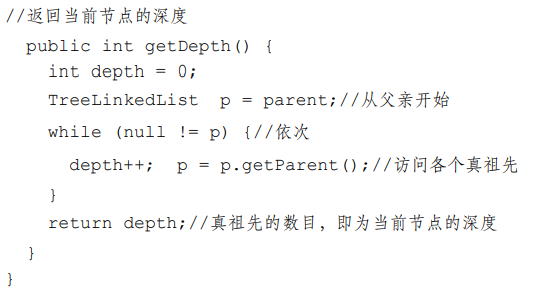 //返回当前节点的深度
public int getDepth() {
int depth = 0;
TreeLinkedList p = parent;//从父亲开始
while (null != p) {//依次
depth++; p = p.getParent();//访问各个真祖先
}
return depth;//真祖先的数目，即为当前节点的深度
}
}